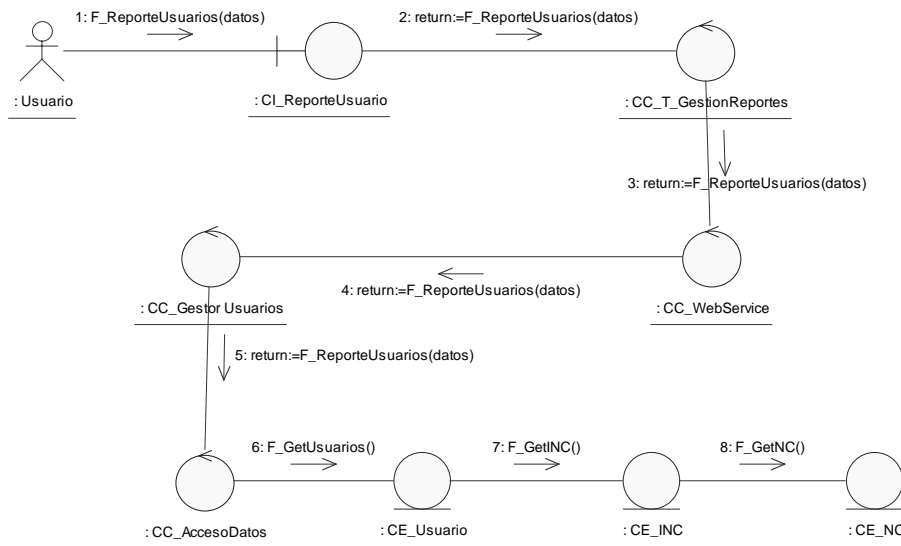 1: F_ReporteUsuarios(datos)
2: return:=F_ReporteUsuarios(datos)
: Usuario
: CI_ReporteUsuario
: CC_T_GestionReportes
3: return:=F_ReporteUsuarios(datos)
4: return:=F_ReporteUsuarios(datos)
: CC_Gestor Usuarios
: CC_WebService
5: return:=F_ReporteUsuarios(datos)
6: F_GetUsuarios()
7: F_GetINC()
8: F_GetNC()
: CC_AccesoDatos
: CE_Usuario
: CE_INC
: CE_NC